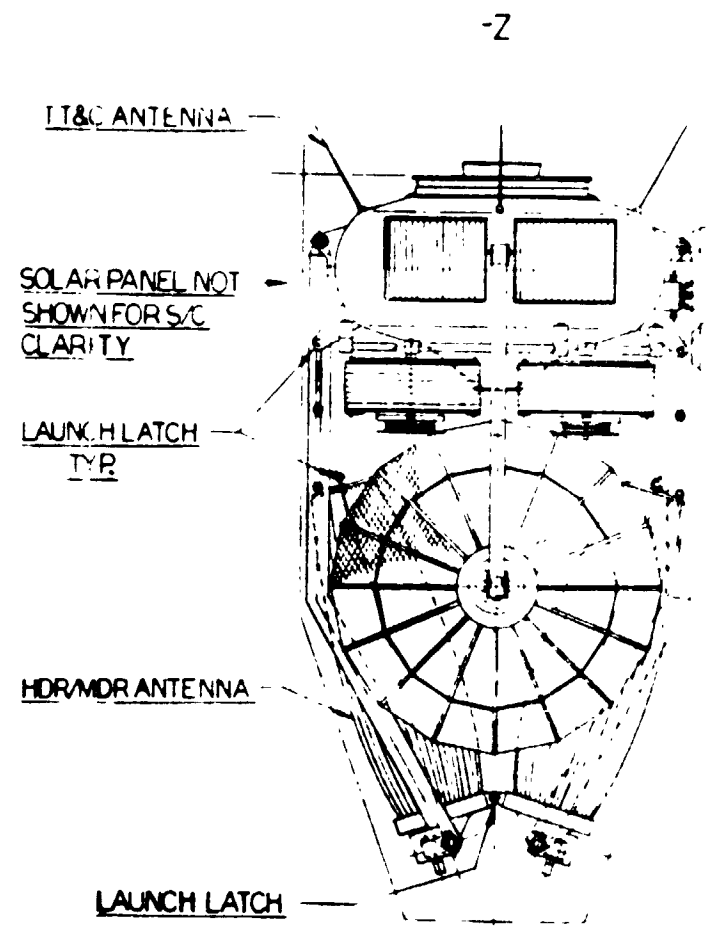 -Z
TT&C ANTENNA
SOLAR PANEL NOT
SHOWN FOR S/C
CLARITY
LAUNCH LATCH
TYP.
HDR/MDR ANTENNA
LAUNCH LATCH